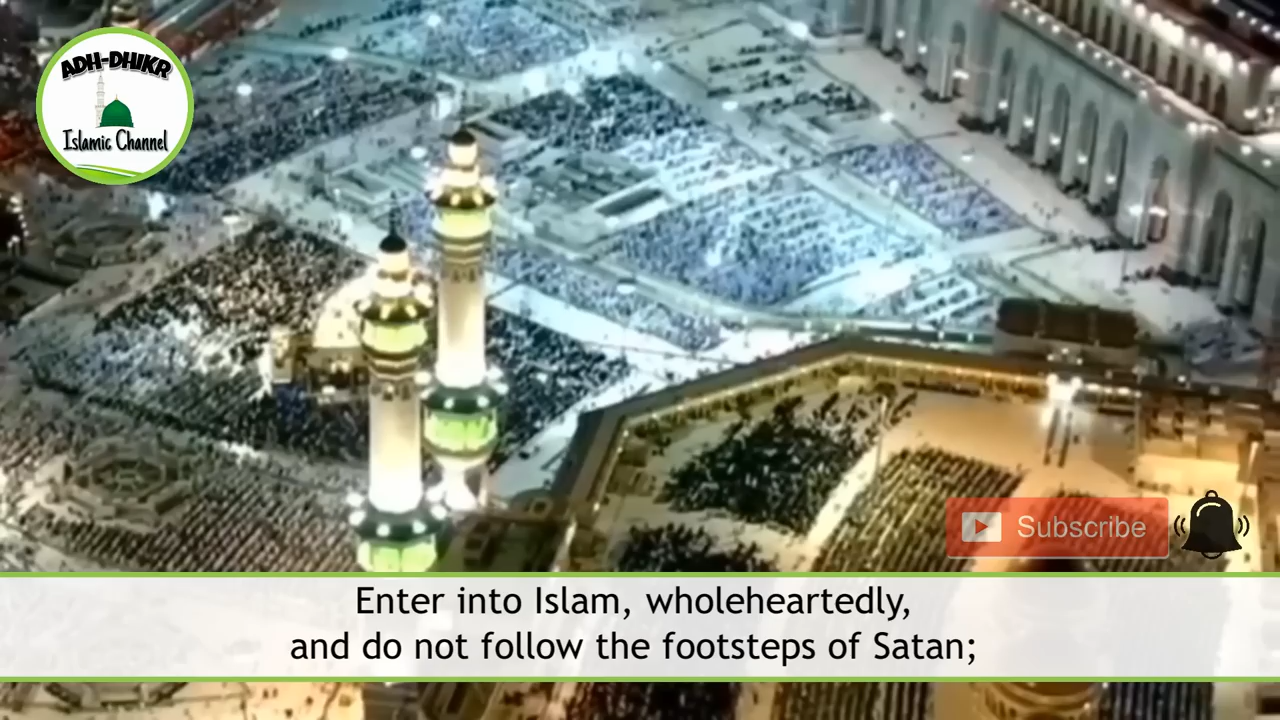 ADH-DHIKR
Islamic Channel
Subscribe
Enter into Islam, wholeheartedly,
and do not follow the footsteps of Satan;